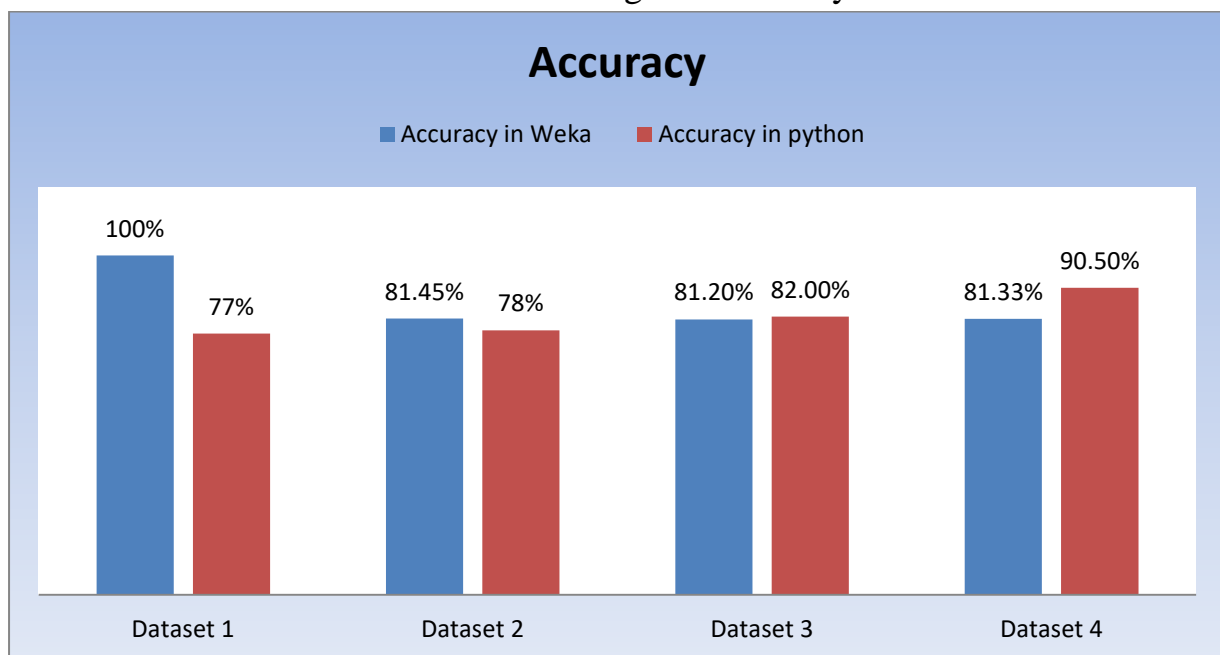 Accuracy
Accuracy in Weka Accuracy in python
100% 77% 81.45% 78% 81.20% 82.00% 81.33% 90.50%
Dataset 1 Dataset 2 Dataset 3 Dataset 4